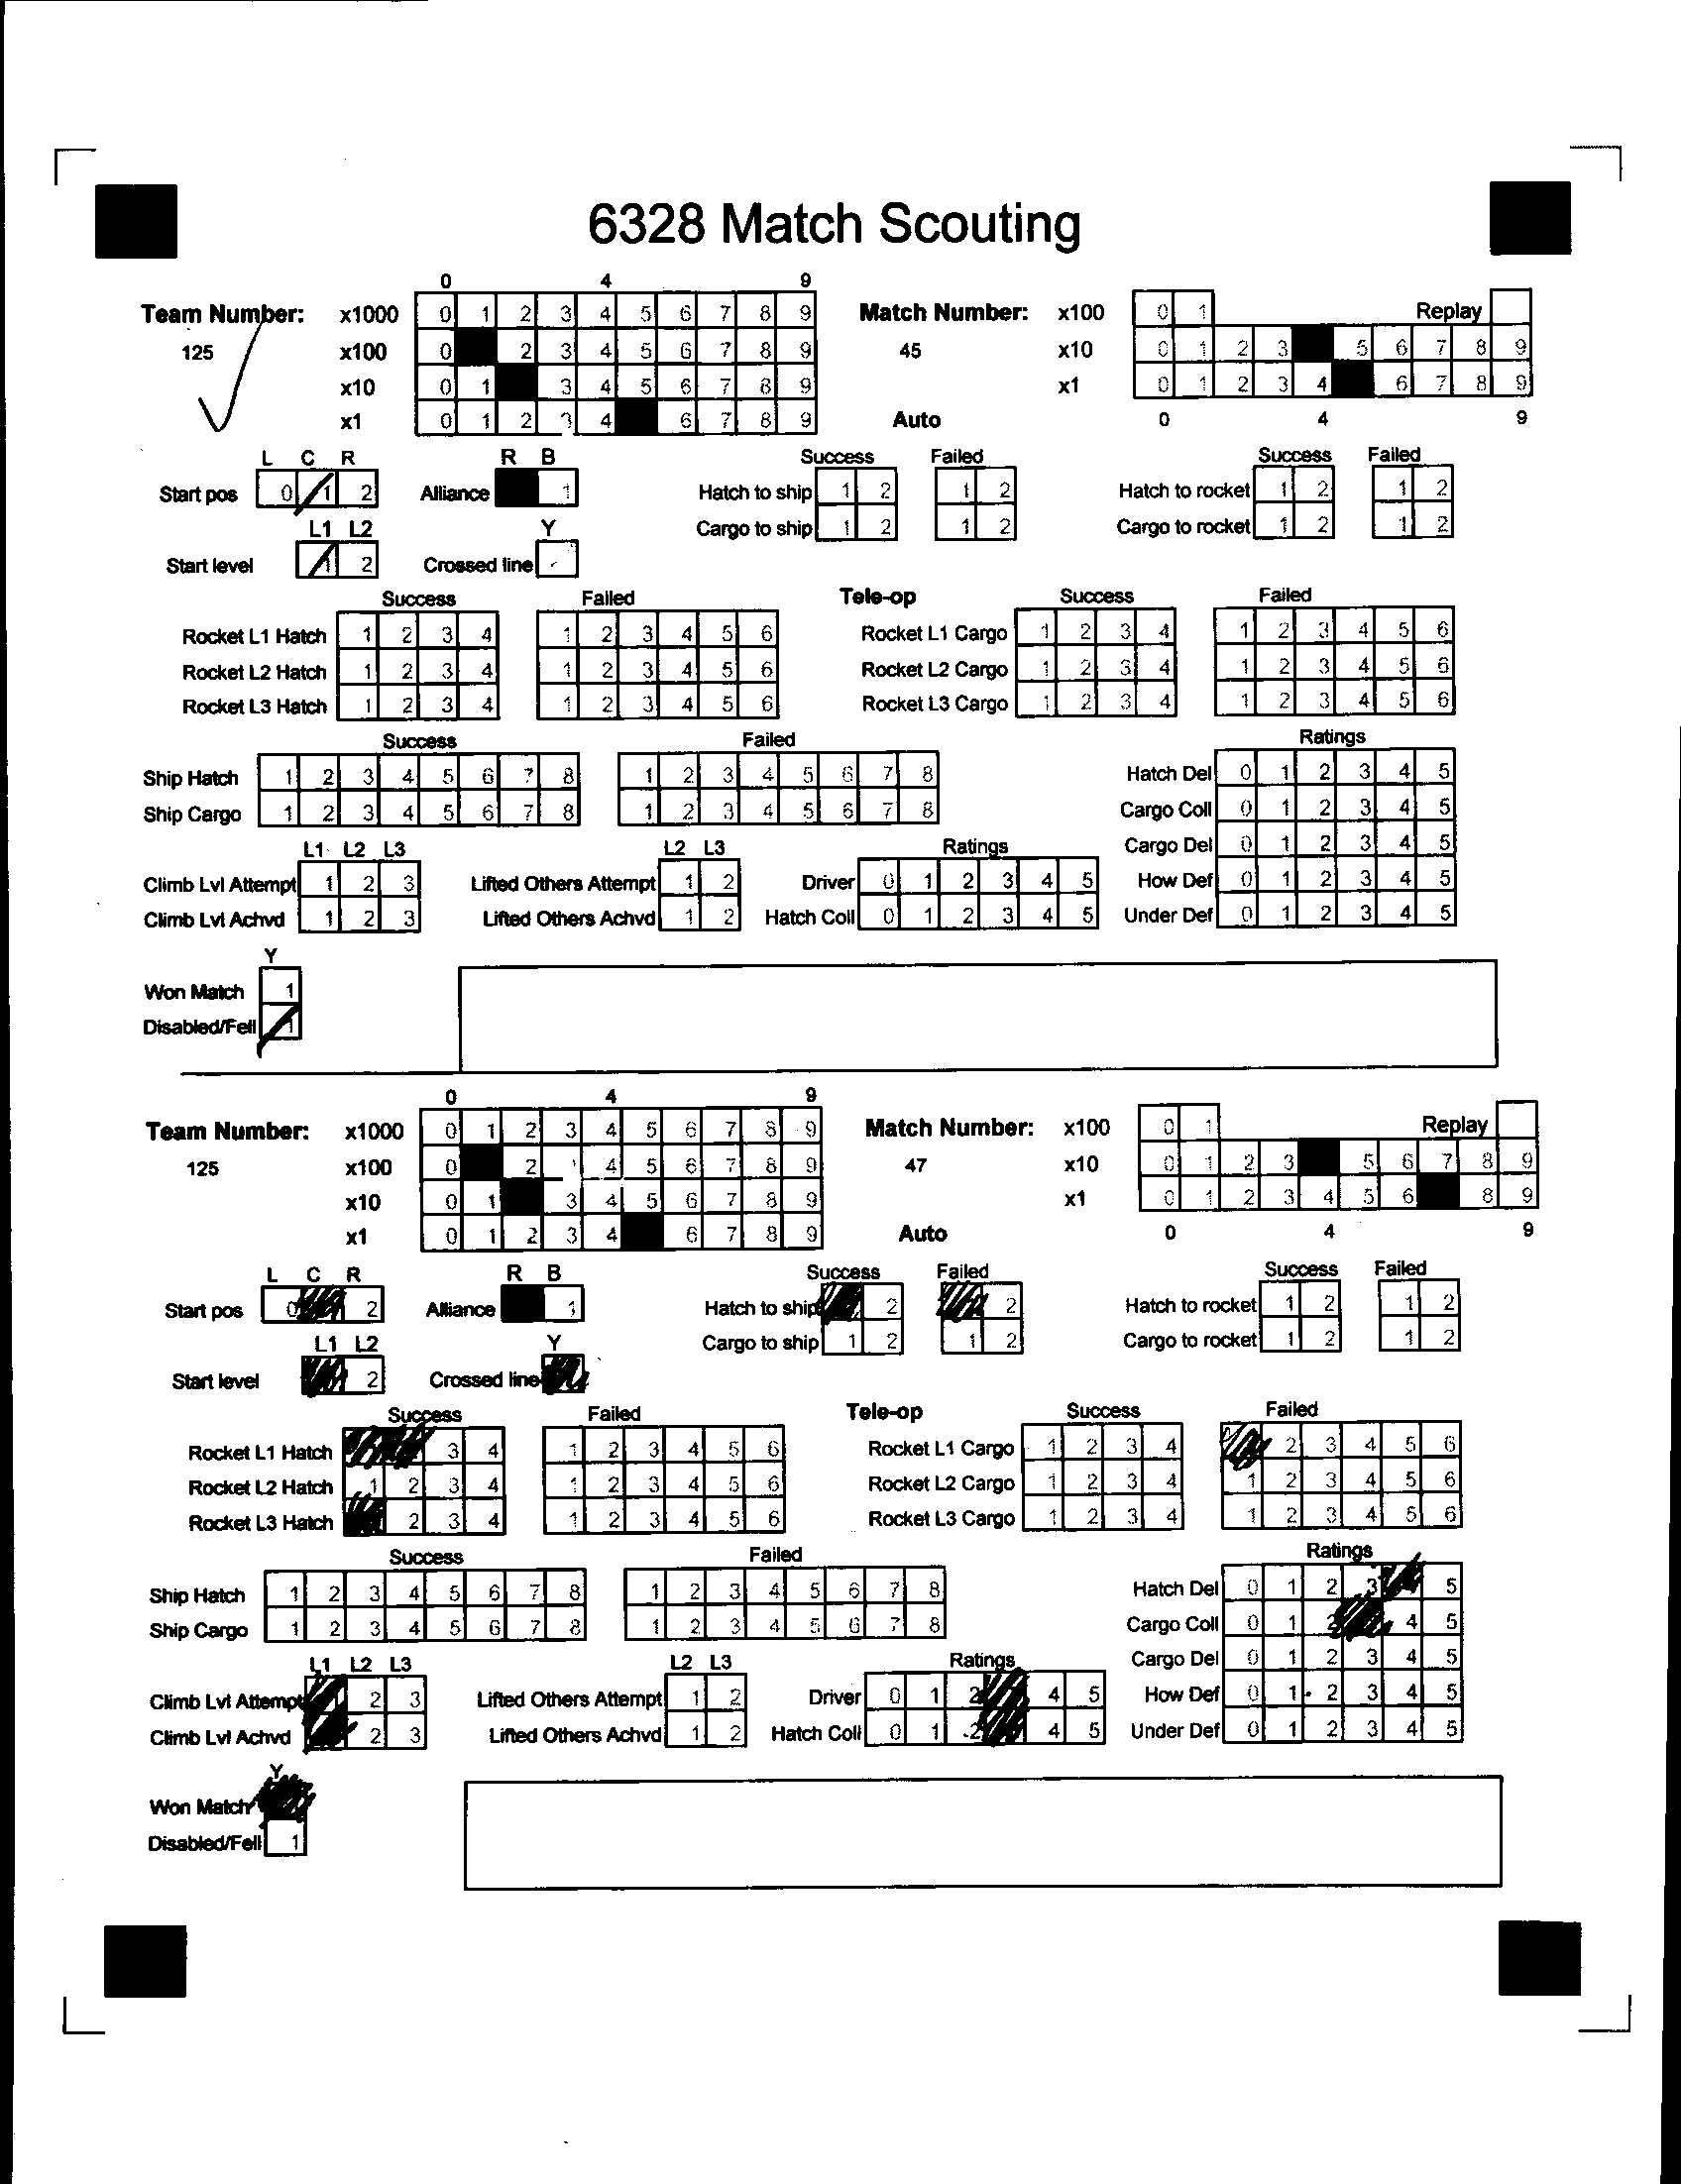 6328 Match Scouting
0 4 9
Team Number: x1000 0 1 2 3 4 5 6 7 8 9 Match Number: x100 0 1 Replay
125 x100 0 2 3 4 5 6 7 8 9 45 x10 0 1 2 3 5 6 7 8 9
x10 0 1 3 4 5 6 7 8 9 x1 0 1 2 3 4 6 7 8 9
x1 0 1 2 3 4 6 7 8 9 Auto 0 4 9
L C R R B Success Failed Success Failed
Start pos 0 1 2 Alliance 1 Hatch to ship 1 2 1 2 Hatch to rocket 1 2 1 2
L1 L2 Y Cargo to ship 1 2 1 2 Cargo to rocket 1 2 1 2
Start level 1 2 Crossed line
Success Failed Tele-op Success Failed
Rocket L1 Hatch 1 2 3 4 1 2 3 4 5 6 Rocket L1 Cargo 1 2 3 4 1 2 3 4 5 6
Rocket L2 Hatch 1 2 3 4 1 2 3 4 5 6 Rocket L2 Cargo 1 2 3 4 1 2 3 4 5 6
Rocket L3 Hatch 1 2 3 4 1 2 3 4 5 6 Rocket L3 Cargo 1 2 3 4 1 2 3 4 5 6
Success Failed Ratings
Ship Hatch 1 2 3 4 5 6 7 8 1 2 3 4 5 6 7 8 Hatch Del 0 1 2 3 4 5
Ship Cargo 1 2 3 4 5 6 7 8 1 2 3 4 5 6 7 8 Cargo Coll 0 1 2 3 4 5
L1 L2 L3 L2 L3 Ratings Cargo Del 0 1 2 3 4 5
Climb Lvl Attempt 1 2 3 Lifted Others Attempt 1 2 Driver 0 1 2 3 4 5 How Def 0 1 2 3 4 5
Climb Lvl Achvd 1 2 3 Lifted Others Achvd 1 2 Hatch Coll 0 1 2 3 4 5 Under Def 0 1 2 3 4 5
Y
Won Match 1
Disabled/Fell 1
0 4 9
Team Number: x1000 0 1 2 3 4 5 6 7 8 9 Match Number: x100 0 1 Replay
125 x100 0 2 4 5 6 7 8 9 47 x10 0 1 2 3 5 6 7 8 9
x10 0 1 3 4 5 6 7 8 9 x1 0 1 2 3 4 5 6 8 9
x1 0 1 2 3 4 6 7 8 9 Auto 0 4 9
L C R R B Success Failed Success Failed
Start pos 0 2 Alliance 1 Hatch to ship 2 2 Hatch to rocket 1 2 1 2
L1 L2 Y Cargo to ship 1 2 1 2 Cargo to rocket 1 2 1 2
Start level 2 Crossed line
Success Failed Tele-op Success Failed
Rocket L1 Hatch 3 4 1 2 3 4 5 6 Rocket L1 Cargo 1 2 3 4 2 3 4 5 6
Rocket L2 Hatch 1 2 3 4 1 2 3 4 5 6 Rocket L2 Cargo 1 2 3 4 1 2 3 4 5 6
Rocket L3 Hatch 2 3 4 1 2 3 4 5 6 Rocket L3 Cargo 1 2 3 4 1 2 3 4 5 6
Success Failed Ratings
Ship Hatch 1 2 3 4 5 6 7 8 1 2 3 4 5 6 7 8 Hatch Del 0 1 2 3 5
Ship Cargo 1 2 3 4 5 6 7 8 1 2 3 4 5 6 7 8 Cargo Coll 0 1 2 4 5
L1 L2 L3 L2 L3 Ratings Cargo Del 0 1 2 3 4 5
Climb Lvl Attempt 2 3 Lifted Others Attempt 1 2 Driver 0 1 2 4 5 How Def 0 1 2 3 4 5
Climb Lvl Achvd 2 3 Lifted Others Achvd 1 2 Hatch Coll 0 1 2 4 5 Under Def 0 1 2 3 4 5
Y
Won Match
Disabled/Fell 1